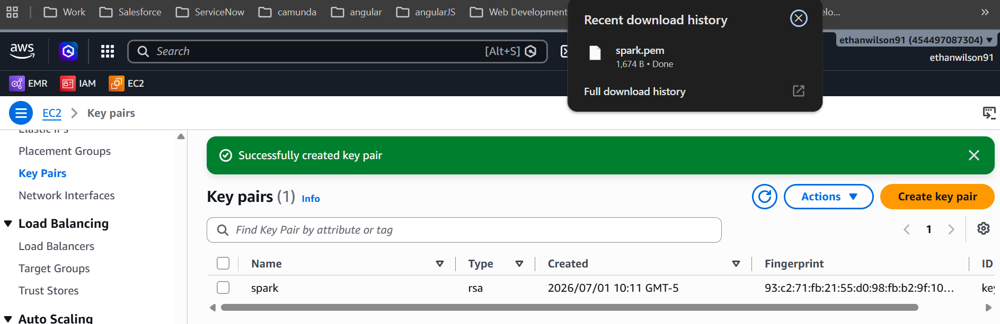 Work
Salesforce
ServiceNow
camunda
angular
angularJS
Web Development
elo...
Recent download history
spark.pem
1,674 B • Done
Full download history
aws
Search
[Alt+S]
ethanwilson91 (454497087304)
ethanwilson91
EMR
IAM
EC2
EC2
Key pairs
Elastic IPs
Placement Groups
Key Pairs
Network Interfaces
Load Balancing
Load Balancers
Target Groups
Trust Stores
Auto Scaling
Successfully created key pair
Key pairs (1) Info
Actions
Create key pair
Find Key Pair by attribute or tag
1
Name Type Created Fingerprint ID
spark rsa 2026/07/01 10:11 GMT-5 93:c2:71:fb:21:55:d0:98:fb:b2:9f:10... key